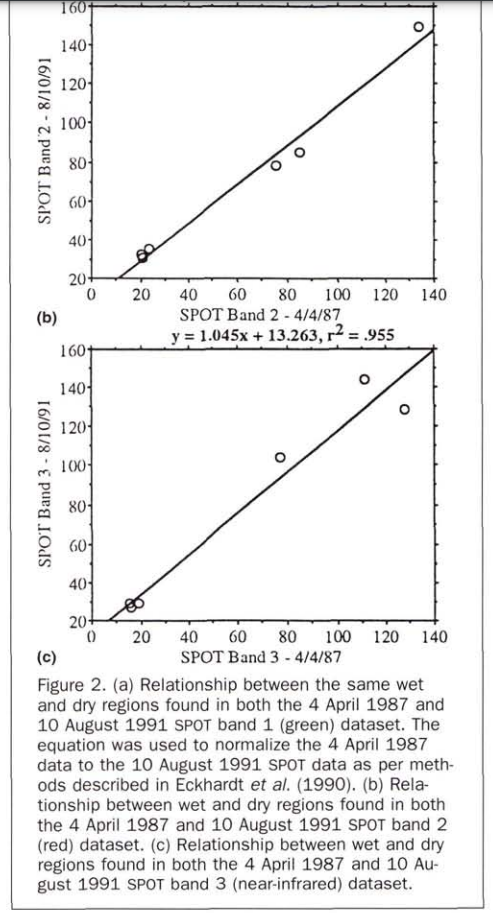 160
140
120
100
80
60
40
20
SPOT Band 2 - 8/10/91
0 20 40 60 80 100 120 140
(b) SPOT Band 2 - 4/4/87
y = 1.045x + 13.263, r2 = .955
160
140
120
100
80
60
40
20
SPOT Band 3 - 8/10/91
0 20 40 60 80 100 120 140
(c) SPOT Band 3 - 4/4/87
Figure 2. (a) Relationship between the same wet
and dry regions found in both the 4 April 1987 and
10 August 1991 SPOT band 1 (green) dataset. The
equation was used to normalize the 4 April 1987
data to the 10 August 1991 SPOT data as per meth-
ods described in Eckhardt et al. (1990). (b) Rela-
tionship between wet and dry regions found in both
the 4 April 1987 and 10 August 1991 SPOT band 2
(red) dataset. (c) Relationship between wet and dry
regions found in both the 4 April 1987 and 10 Au-
gust 1991 SPOT band 3 (near-infrared) dataset.